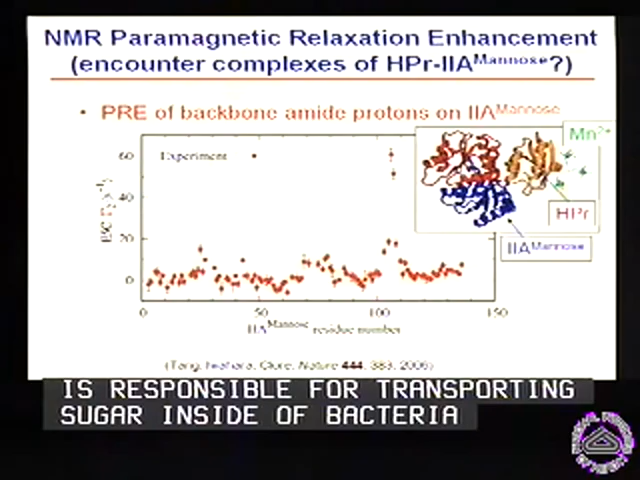 NMR Paramagnetic Relaxation Enhancement
(encounter complexes of HPr-IIAMannose?)
• PRE of backbone amide protons on IIAMannose
Mn2+
60
Experiment
40
HPr
20
IIAMannose
0
0
50
100
150
IIAMannose residue number
(Tang, Iwahara, Clore, Nature 444, 383, 2006)
IS RESPONSIBLE FOR TRANSPORTING
SUGAR INSIDE OF BACTERIA